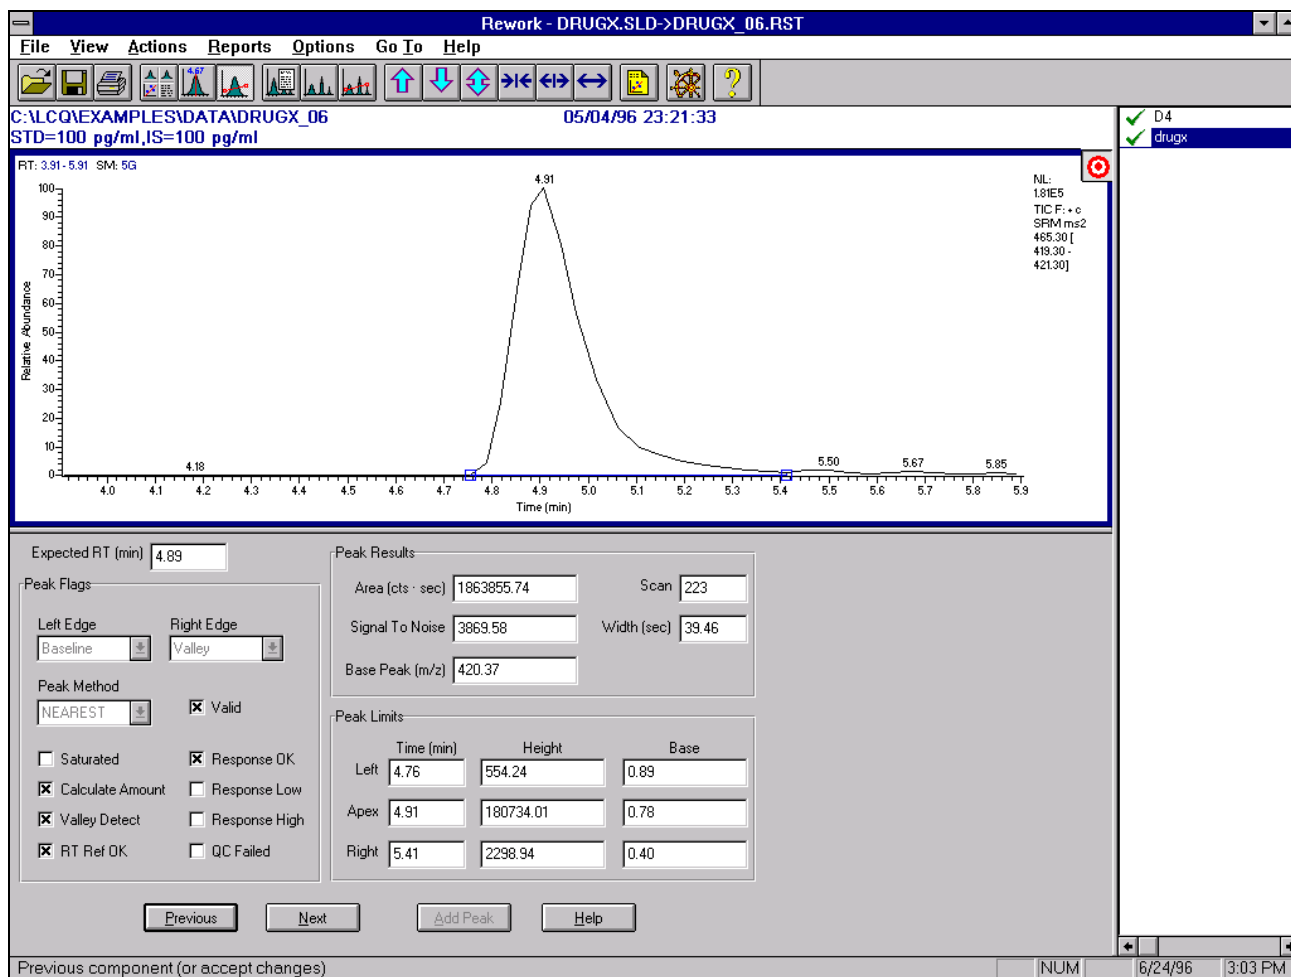 Rework - DRUGX.SLD->DRUGX_06.RST
File View Actions Reports Options Go To Help
4.67
C:\LCQ\EXAMPLES\DATA\DRUGX_06 05/04/96 23:21:33
STD=100 pg/ml,IS=100 pg/ml
D4
drugx
RT: 3.91 - 5.91 SM: 5G
NL:
1.81E5
TIC F: + c
SRM ms2
465.30 [
419.30 -
421.30]
Relative Abundance
100
90
80
70
60
50
40
30
20
10
0
4.91
4.18
5.50 5.67 5.85
4.0 4.1 4.2 4.3 4.4 4.5 4.6 4.7 4.8 4.9 5.0 5.1 5.2 5.3 5.4 5.5 5.6 5.7 5.8 5.9
Time (min)
Expected RT (min) 4.89
Peak Flags
Left Edge Right Edge
Baseline Valley
Peak Method
NEAREST Valid
Saturated Response OK
Calculate Amount Response Low
Valley Detect Response High
RT Ref OK QC Failed
Peak Results
Area (cts · sec) 1863855.74 Scan 223
Signal To Noise 3869.58 Width (sec) 39.46
Base Peak (m/z) 420.37
Peak Limits
Time (min) Height Base
Left 4.76 554.24 0.89
Apex 4.91 180734.01 0.78
Right 5.41 2298.94 0.40
Previous Next Add Peak Help
Previous component (or accept changes) NUM 6/24/96 3:03 PM